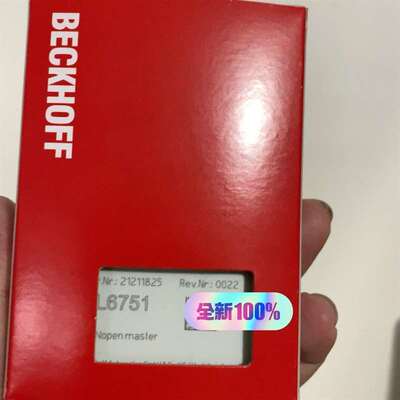 BECKHOFF
r.Nr: 21211825 Rev.Nr: 0022
L6751
Nopen master
全新100%